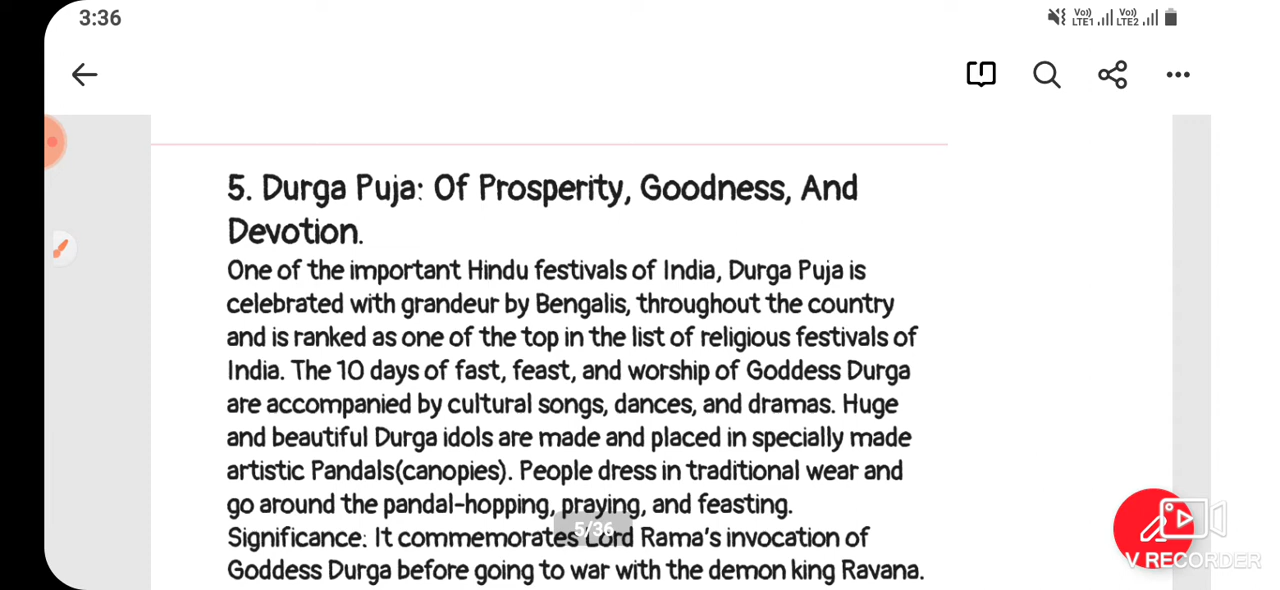 3:36
Vo)) LTE1 Vo)) LTE2
5. Durga Puja: Of Prosperity, Goodness, And
Devotion.
One of the important Hindu festivals of India, Durga Puja is
celebrated with grandeur by Bengalis, throughout the country
and is ranked as one of the top in the list of religious festivals of
India. The 10 days of fast, feast, and worship of Goddess Durga
are accompanied by cultural songs, dances, and dramas. Huge
and beautiful Durga idols are made and placed in specially made
artistic Pandals(canopies). People dress in traditional wear and
go around the pandal-hopping, praying, and feasting.
5/36
Significance: It commemorates Lord Rama's invocation of
Goddess Durga before going to war with the demon king Ravana.
V RECORDER